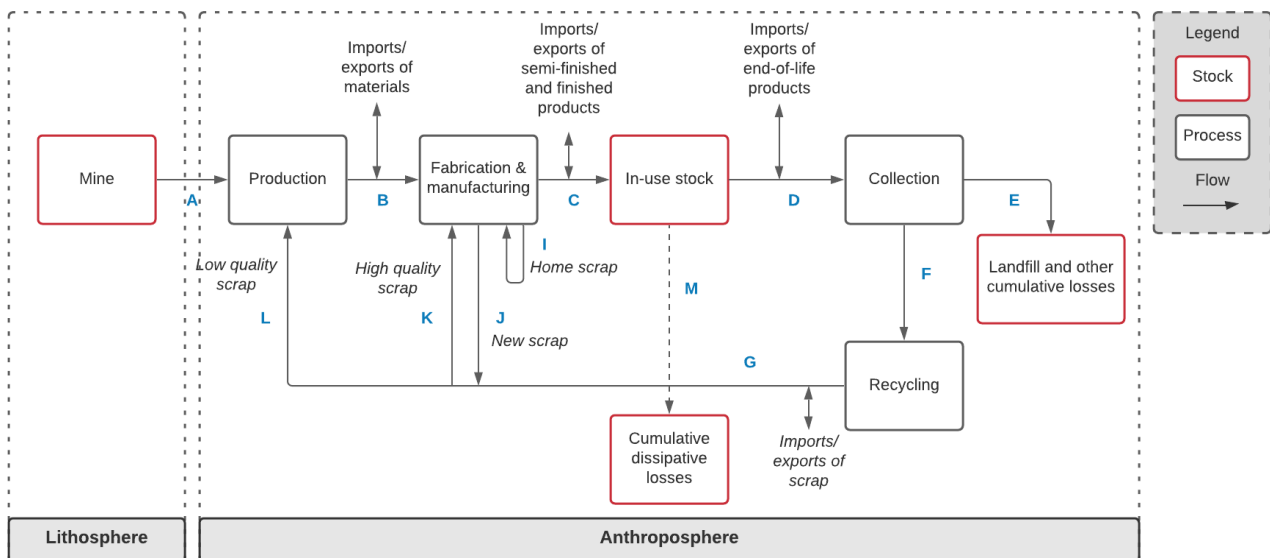 Imports/
exports of
materials
Imports/
exports of
semi-finished
and finished
products
Imports/
exports of
end-of-life
products
Legend
Stock
Process
Flow
Mine
Production
Fabrication &
manufacturing
In-use stock
Collection
A
B
C
D
E
Landfill and other
cumulative losses
Low quality
scrap
L
High quality
scrap
K
I
Home scrap
J
New scrap
M
F
G
Recycling
Cumulative
dissipative
losses
Imports/
exports of
scrap
Lithosphere
Anthroposphere